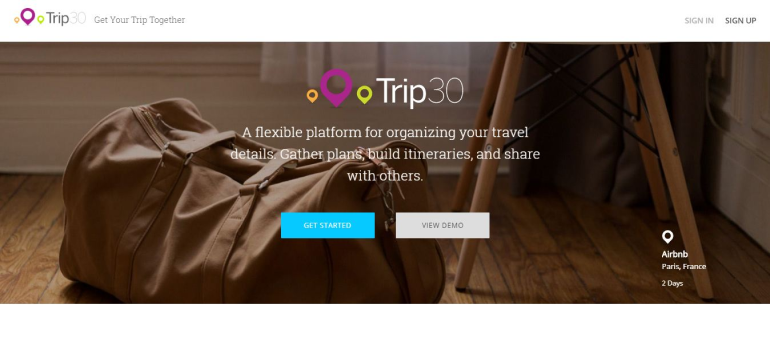 Trip30 Get Your Trip Together
SIGN IN SIGN UP
Trip30
A flexible platform for organizing your travel
details. Gather plans, build itineraries, and share
with others.
GET STARTED VIEW DEMO
Airbnb
Paris, France
2 Days